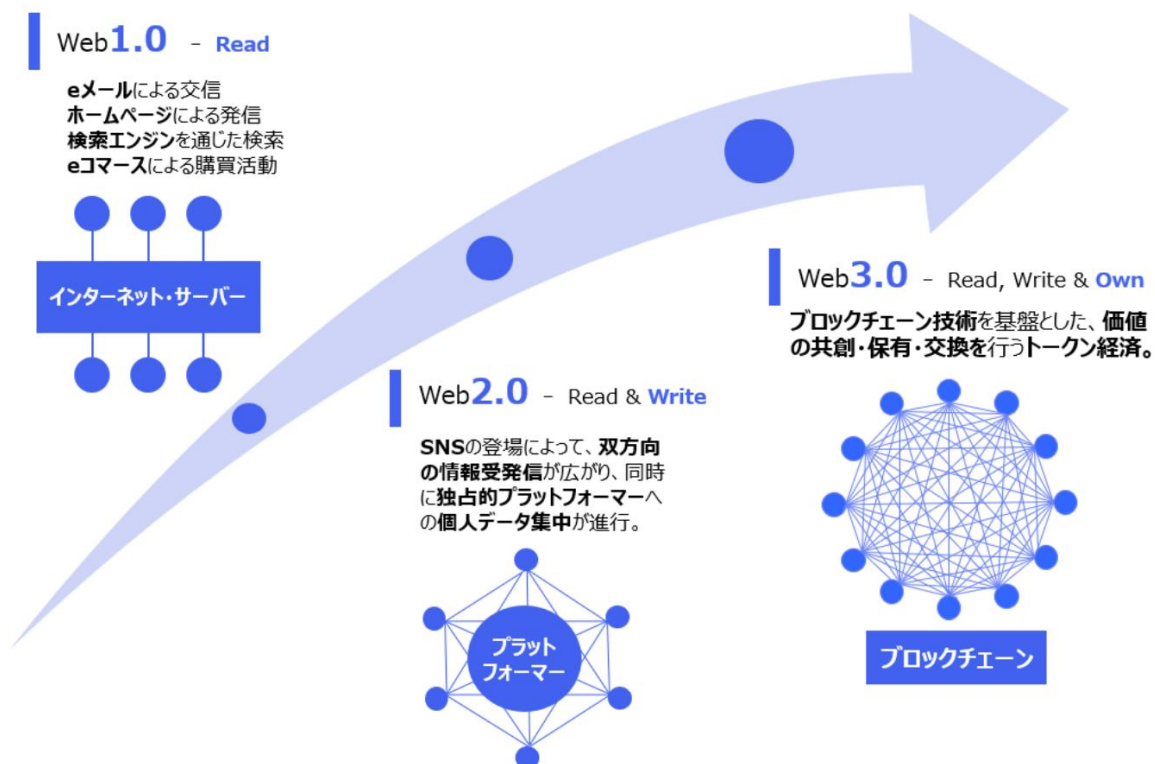 Web1.0 - Read
eメールによる交信
ホームページによる発信
検索エンジンを通じた検索
eコマースによる購買活動
インターネット・サーバー
Web2.0 - Read & Write
SNSの登場によって、双方向
の情報受発信が広がり、同時
に独占的プラットフォーマーへ
の個人データ集中が進行。
プラット
フォーマー
Web3.0 - Read, Write & Own
ブロックチェーン技術を基盤とした、価値
の共創・保有・交換を行うトークン経済。
ブロックチェーン